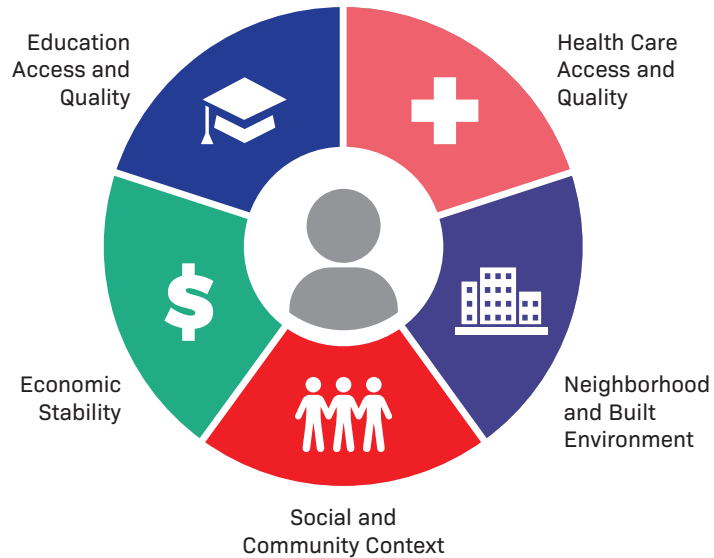 Education
Access and
Quality
Health Care
Access and
Quality
$
Economic
Stability
Neighborhood
and Built
Environment
Social and
Community Context